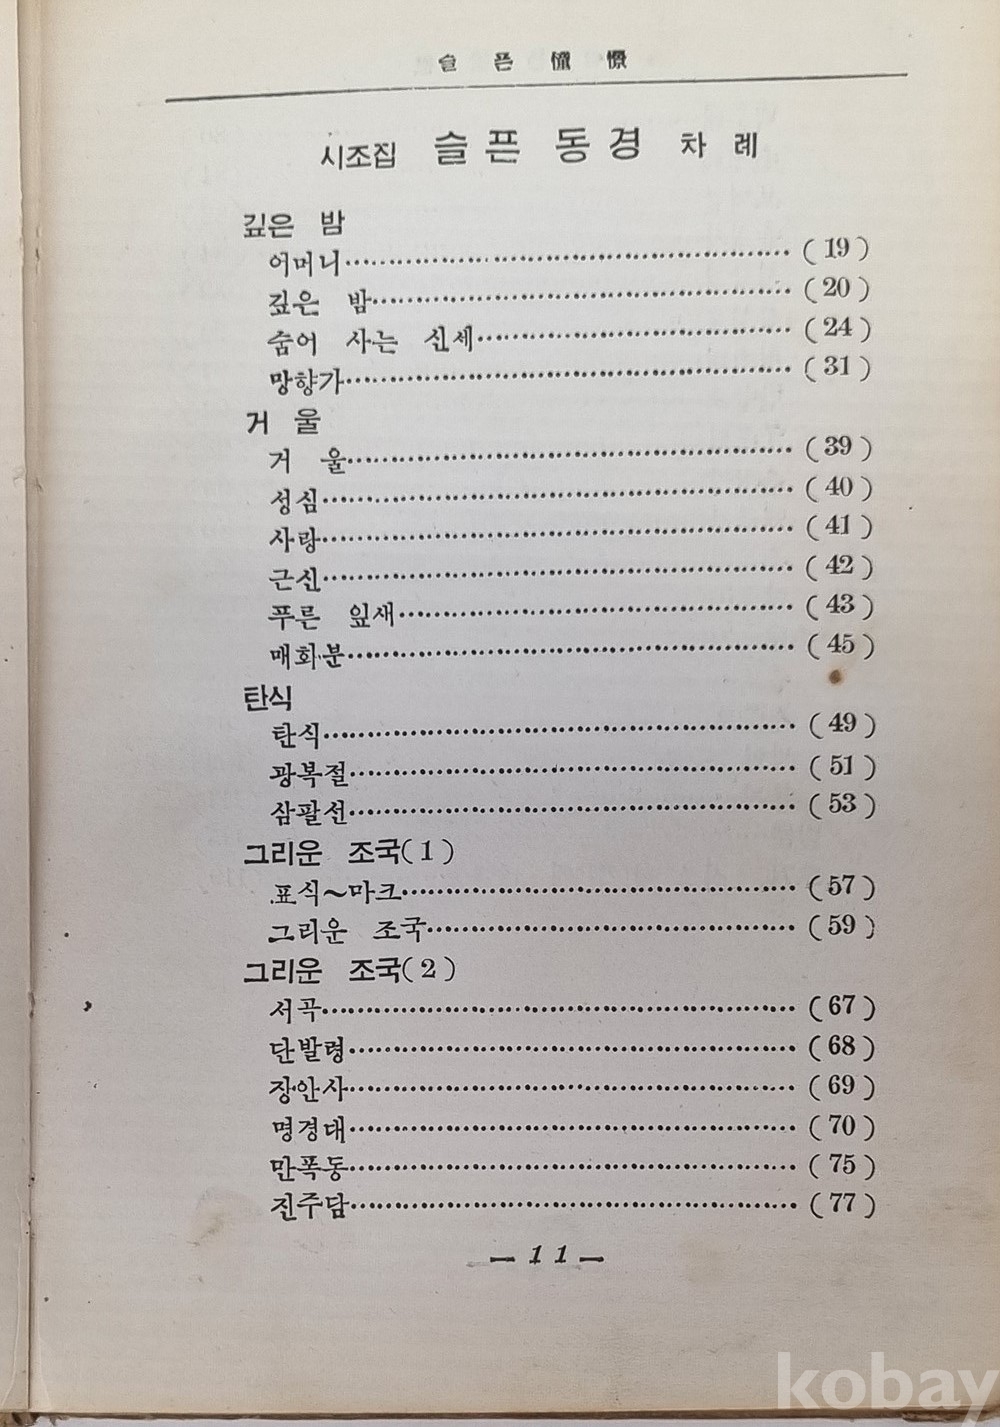 슬픈憧憬
시조집 슬픈 동경 차례
깊은 밤
어머니……………………………………(19)
깊은 밤…………………………………(20)
숨어 사는 신세………………………(24)
망향가……………………………………(31)
거 울
거 울……………………………………(39)
성심………………………………………(40)
사랑………………………………………(41)
근신………………………………………(42)
푸른 잎새………………………………(43)
매화분……………………………………(45)
탄식
탄식………………………………………(49)
광복절……………………………………(51)
삼팔선……………………………………(53)
그리운 조국(1)
표식~마크………………………………(57)
그리운 조국……………………………(59)
그리운 조국(2)
서곡………………………………………(67)
단발령……………………………………(68)
장안사……………………………………(69)
명경대……………………………………(70)
만폭동……………………………………(75)
진주담……………………………………(77)
— 11 —
kobay